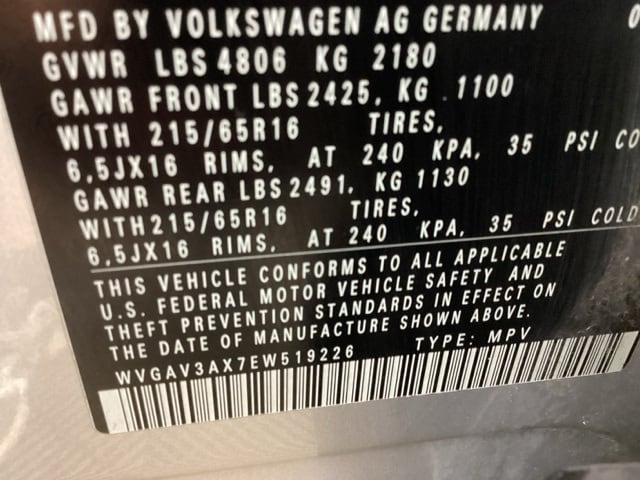 MFD BY VOLKSWAGEN AG GERMANY 0
GVWR LBS 4806 KG 2180
GAWR FRONT LBS 2425, KG 1100
WITH 215/65R16 TIRES,
6,5JX16 RIMS, AT 240 KPA, 35 PSI CO
GAWR REAR LBS 2491, KG 1130
WITH 215/65R16 TIRES,
6,5JX16 RIMS, AT 240 KPA, 35 PSI COLD
THIS VEHICLE CONFORMS TO ALL APPLICABLE
U.S. FEDERAL MOTOR VEHICLE SAFETY AND
THEFT PREVENTION STANDARDS IN EFFECT ON
THE DATE OF MANUFACTURE SHOWN ABOVE.
WVGAV3AX7EW519226 TYPE: MPV